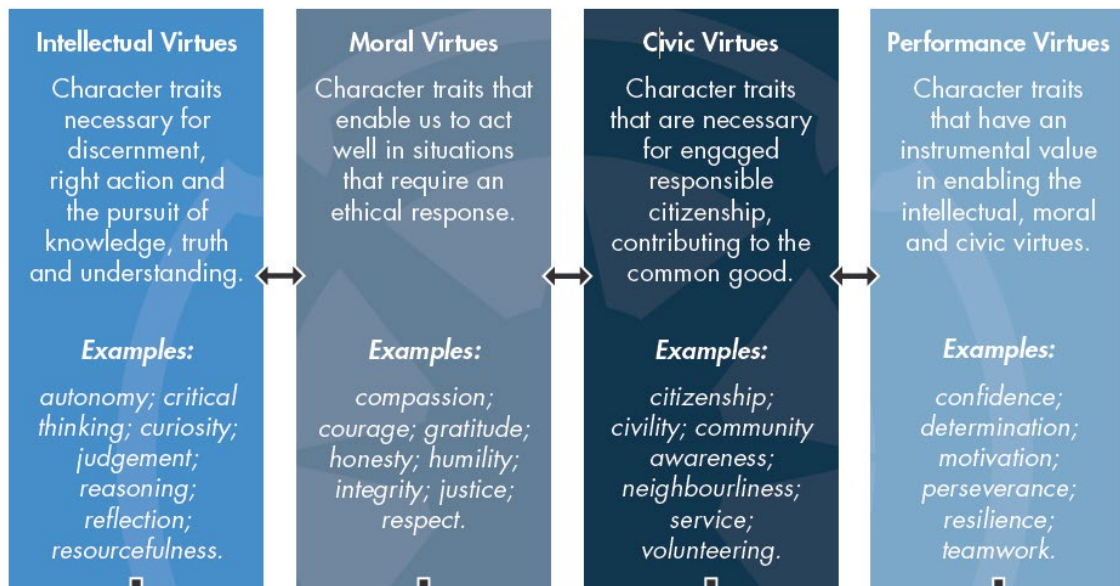 Intellectual Virtues
Character traits
necessary for
discernment,
right action and
the pursuit of
knowledge, truth
and understanding.
Examples:
autonomy; critical
thinking; curiosity;
judgement;
reasoning;
reflection;
resourcefulness.
Moral Virtues
Character traits that
enable us to act
well in situations
that require an
ethical response.
Examples:
compassion;
courage; gratitude;
honesty; humility;
integrity; justice;
respect.
Civic Virtues
Character traits
that are necessary
for engaged
responsible
citizenship,
contributing to the
common good.
Examples:
citizenship;
civility; community
awareness;
neighbourliness;
service;
volunteering.
Performance Virtues
Character traits
that have an
instrumental value
in enabling the
intellectual, moral
and civic virtues.
Examples:
confidence;
determination;
motivation;
perseverance;
resilience;
teamwork.